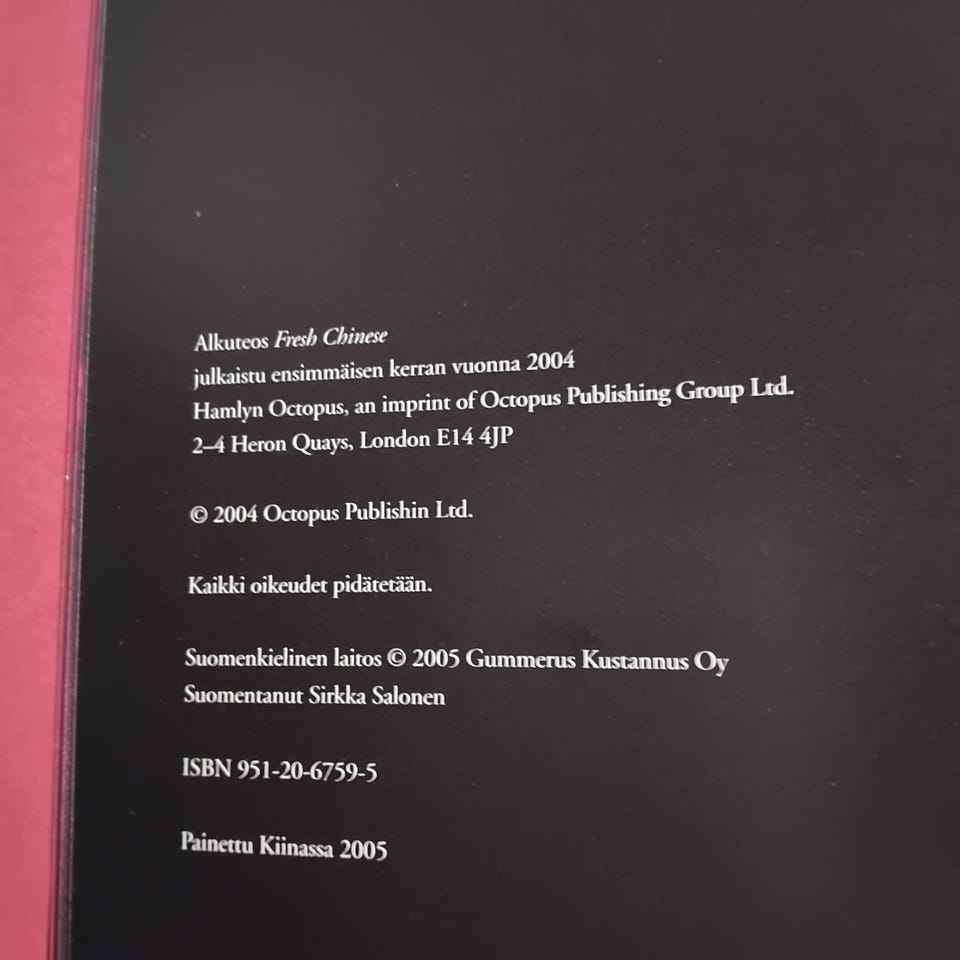 Alkuteos Fresh Chinese
julkaistu ensimmäisen kerran vuonna 2004
Hamlyn Octopus, an imprint of Octopus Publishing Group Ltd.
2–4 Heron Quays, London E14 4JP
© 2004 Octopus Publishin Ltd.
Kaikki oikeudet pidätetään.
Suomenkielinen laitos © 2005 Gummerus Kustannus Oy
Suomentanut Sirkka Salonen
ISBN 951-20-6759-5
Painettu Kiinassa 2005